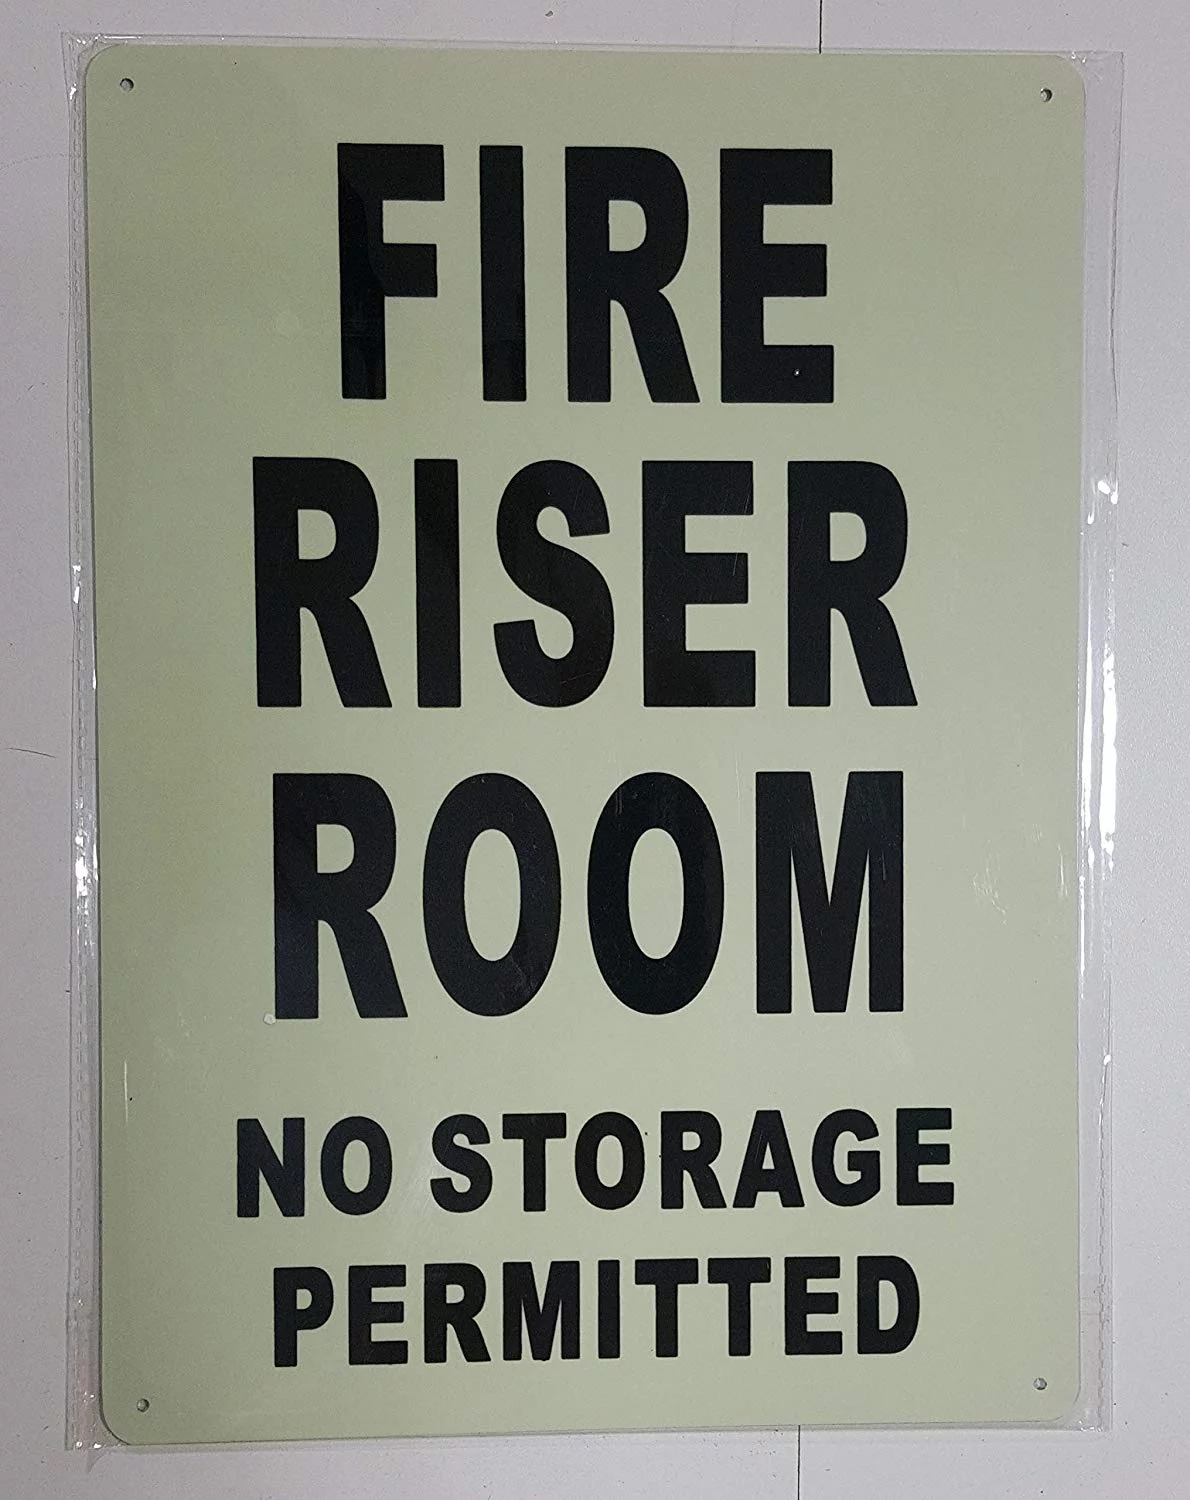 FIRE
RISER
ROOM
NO STORAGE
PERMITTED